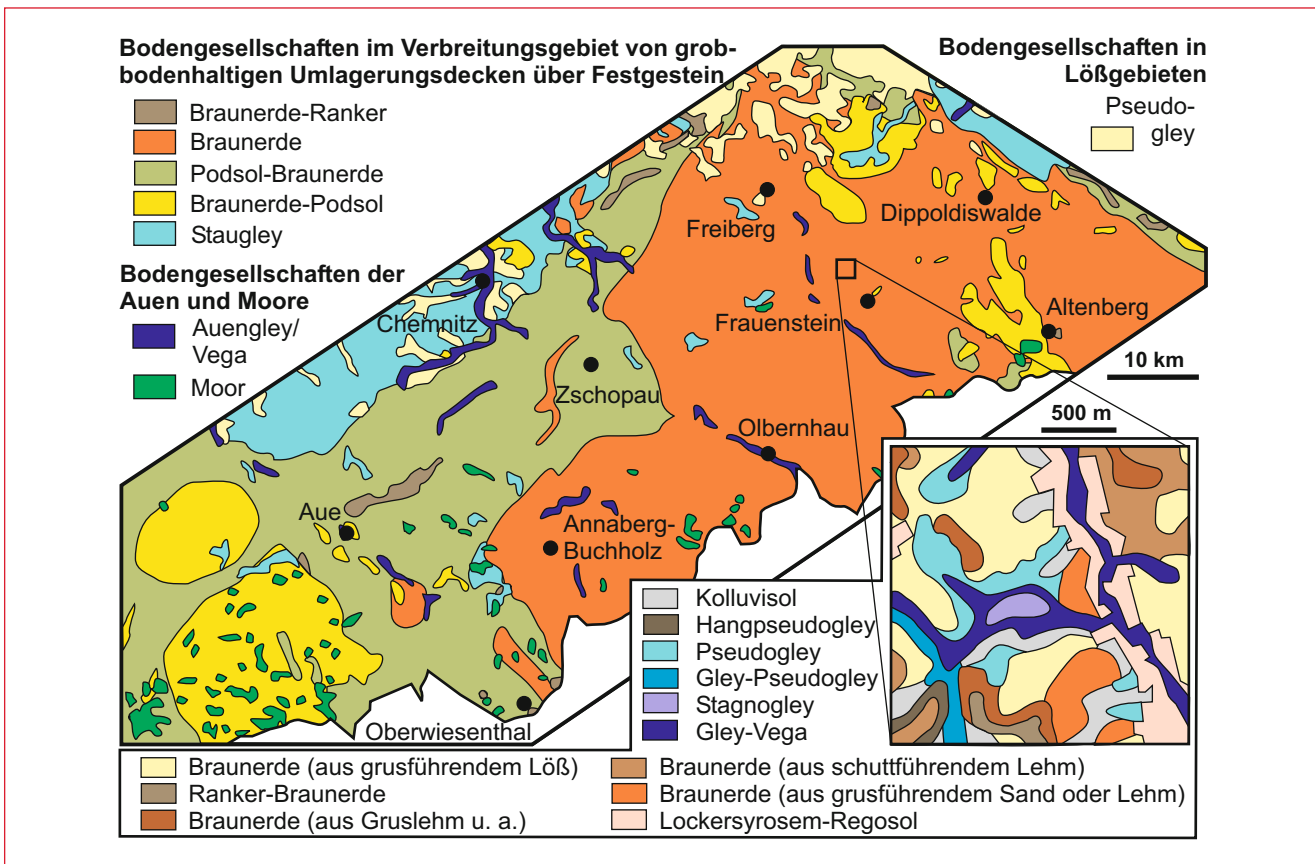 Bodengesellschaften im Verbreitungsgebiet von grob-
bodenhaltigen Umlagerungsdecken über Festgestein
Braunerde-Ranker
Braunerde
Podsol-Braunerde
Braunerde-Podsol
Staugley
Bodengesellschaften der
Auen und Moore
Auengley/
Vega
Moor
Bodengesellschaften in
Lößgebieten
Pseudo-
gley
Freiberg
Dippoldiswalde
Chemnitz
Frauenstein
Altenberg
Zschopau
10 km
Olbernhau
500 m
Aue
Annaberg-
Buchholz
Oberwiesenthal
Kolluvisol
Hangpseudogley
Pseudogley
Gley-Pseudogley
Stagnogley
Gley-Vega
Braunerde (aus grusführendem Löß)
Ranker-Braunerde
Braunerde (aus Gruslehm u. a.)
Braunerde (aus schuttführendem Lehm)
Braunerde (aus grusführendem Sand oder Lehm)
Lockersyrosem-Regosol